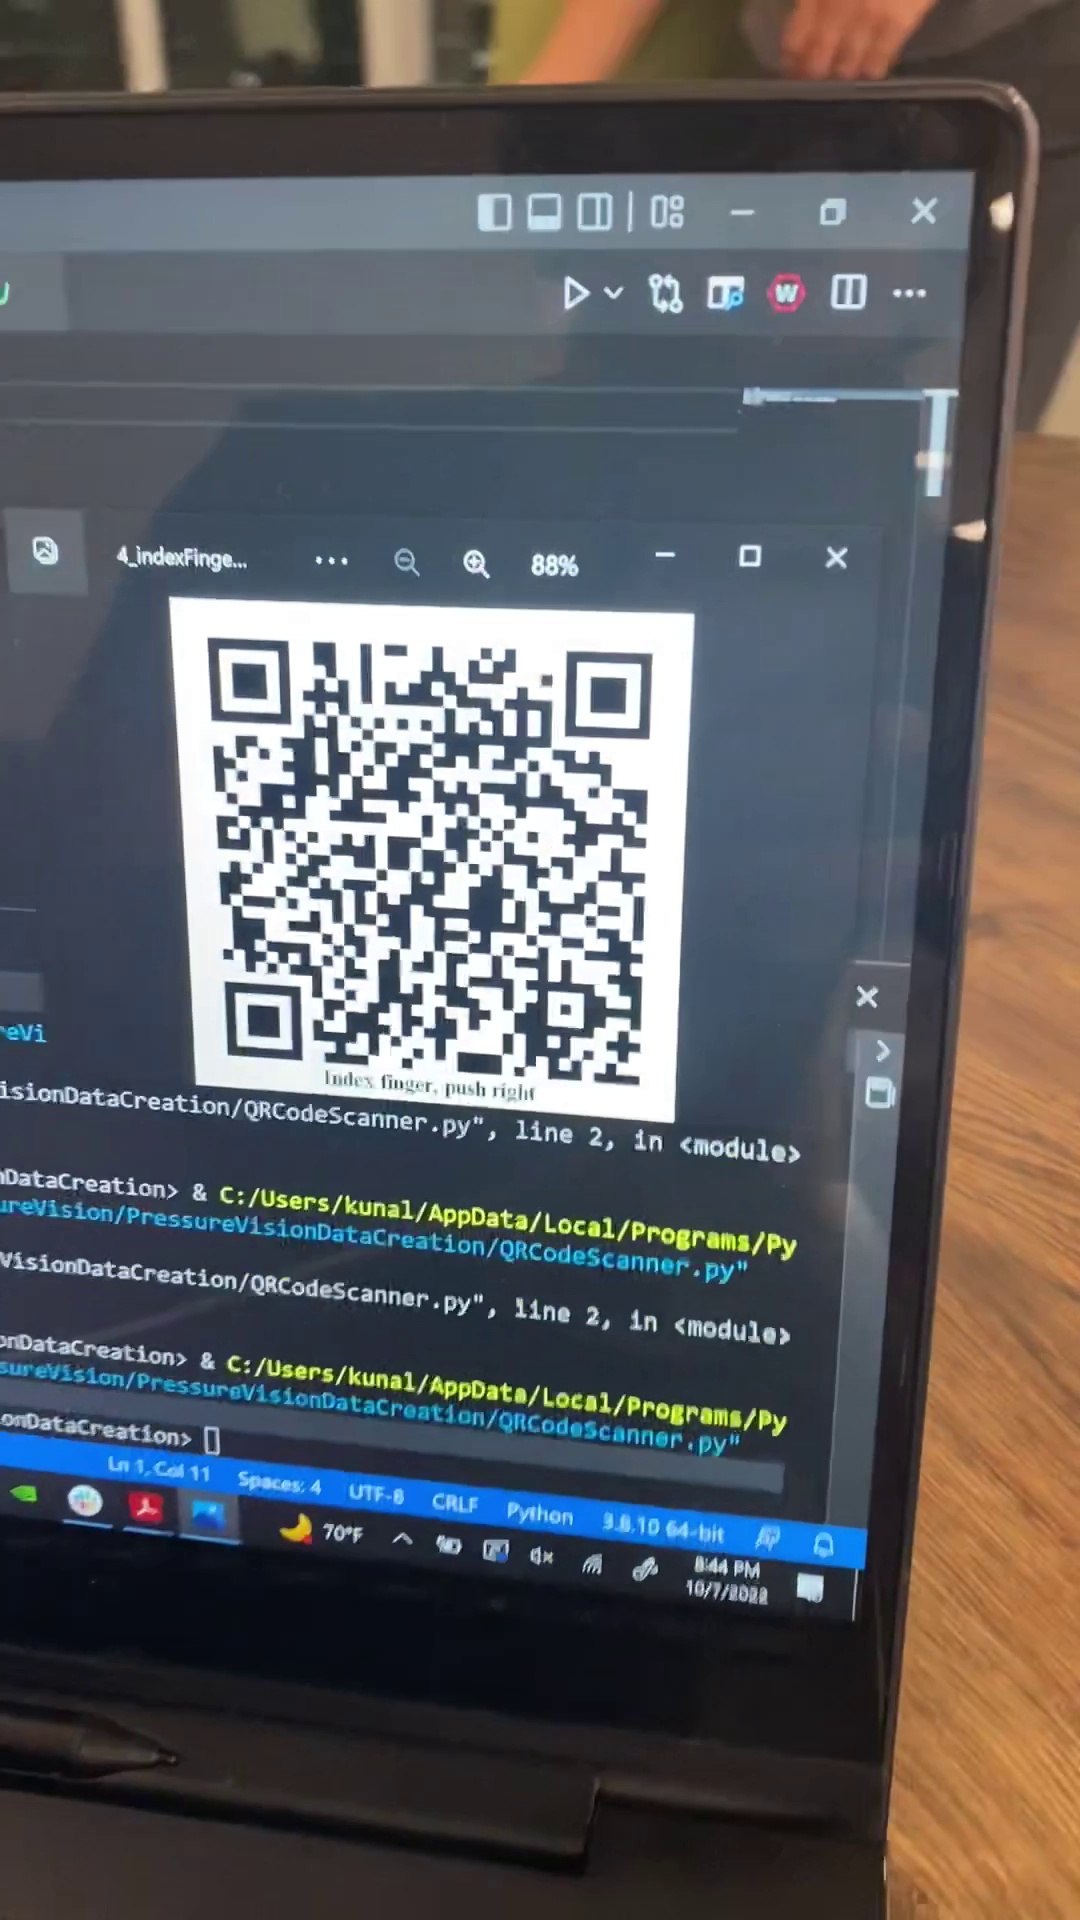 W
4_indexFinge...
88%
Index finger, push right
reVi
isionDataCreation/QRCodeScanner.py", line 2, in <module>
DataCreation> & C:/Users/kunal/AppData/Local/Programs/Py
ureVision/PressureVisionDataCreation/QRCodeScanner.py"
VisionDataCreation/QRCodeScanner.py", line 2, in <module>
onDataCreation> & C:/Users/kunal/AppData/Local/Programs/Py
sureVision/PressureVisionDataCreation/QRCodeScanner.py"
onDataCreation>
Ln 1, Col 11 Spaces: 4 UTF-8 CRLF Python 3.8.10 64-bit
70°F 8:44 PM
10/7/2022